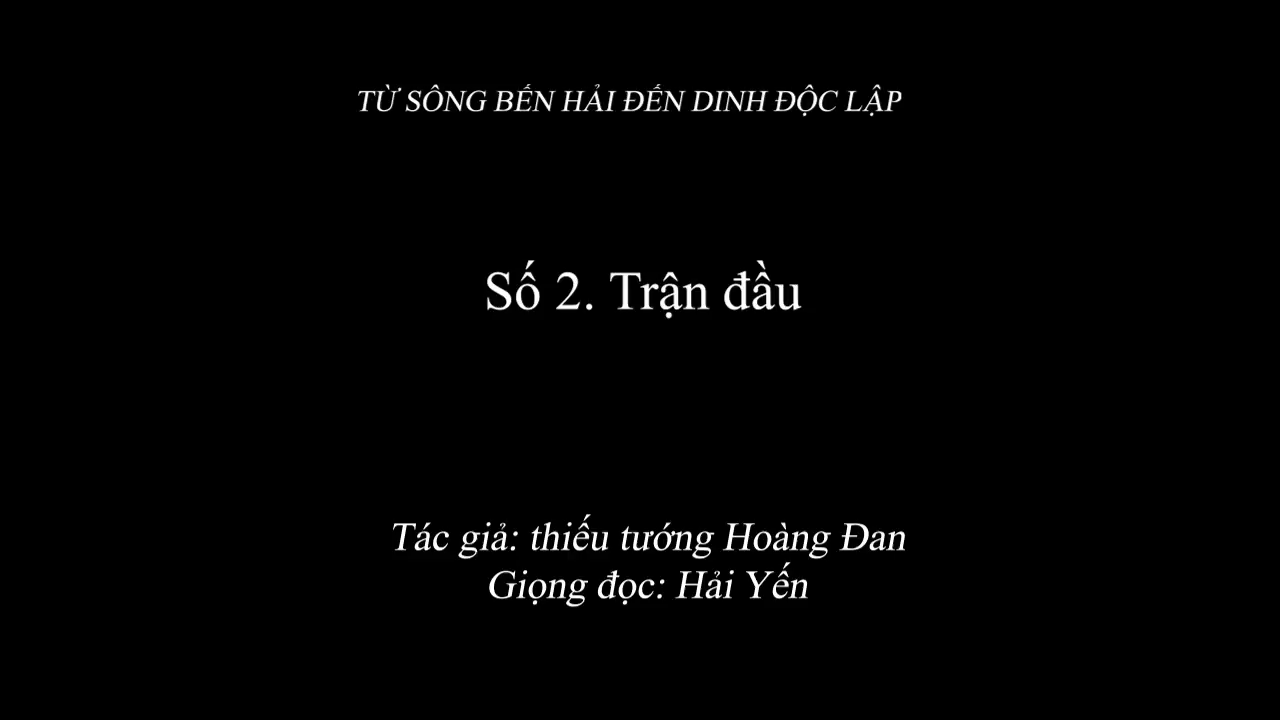 TỪ SÔNG BẾN HẢI ĐẾN DINH ĐỘC LẬP
Số 2. Trận đầu
Tác giả: thiếu tướng Hoàng Đan
Giọng đọc: Hải Yến